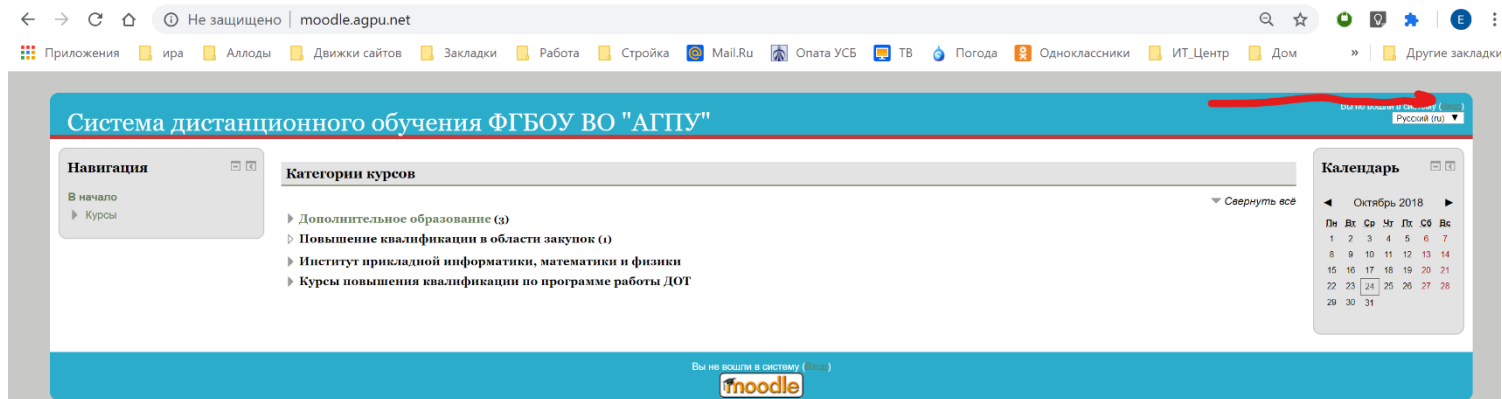 Не защищено | moodle.agpu.net
E
Приложения ира Аллоды Движки сайтов Закладки Работа Стройка @ Mail.Ru Опата УСБ ТВ Погода Одноклассники ИТ_Центр Дом » Другие закладки
Вы не вошли в систему (Вход)
Система дистанционного обучения ФГБОУ ВО "АГПУ"
Русский (ru) ▼
Навигация
В начало
Курсы
Категории курсов
Свернуть всё
Дополнительное образование (3)
Повышение квалификации в области закупок (1)
Институт прикладной информатики, математики и физики
Курсы повышения квалификации по программе работы ДОТ
Календарь
◄ Октябрь 2018 ►
Пн Вт Ср Чт Пт Сб Вс
1 2 3 4 5 6 7
8 9 10 11 12 13 14
15 16 17 18 19 20 21
22 23 24 25 26 27 28
29 30 31
Вы не вошли в систему (Вход)
moodle